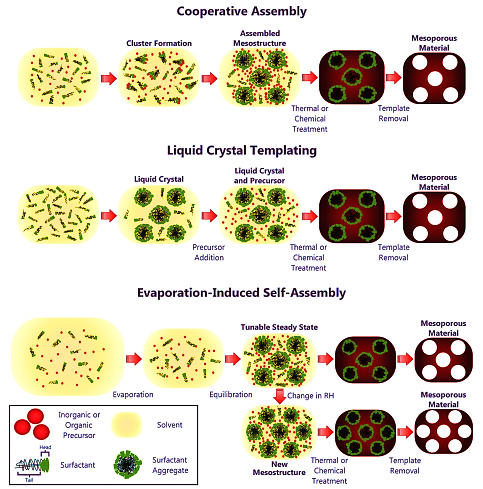 Cooperative Assembly
Cluster Formation
Assembled
Mesostructure
Mesoporous
Material
Thermal or
Chemical
Treatment
Template
Removal
Liquid Crystal Templating
Liquid Crystal
Liquid Crystal
and Precursor
Mesoporous
Material
Precursor
Addition
Thermal or
Chemical
Treatment
Template
Removal
Evaporation-Induced Self-Assembly
Tunable Steady State
Mesoporous
Material
Evaporation
Equilibration
Change in RH
Mesoporous
Material
New
Mesostructure
Thermal or
Chemical
Treatment
Template
Removal
Inorganic or
Organic
Precursor
Solvent
Head
Surfactant
Tail
Surfactant
Aggregate